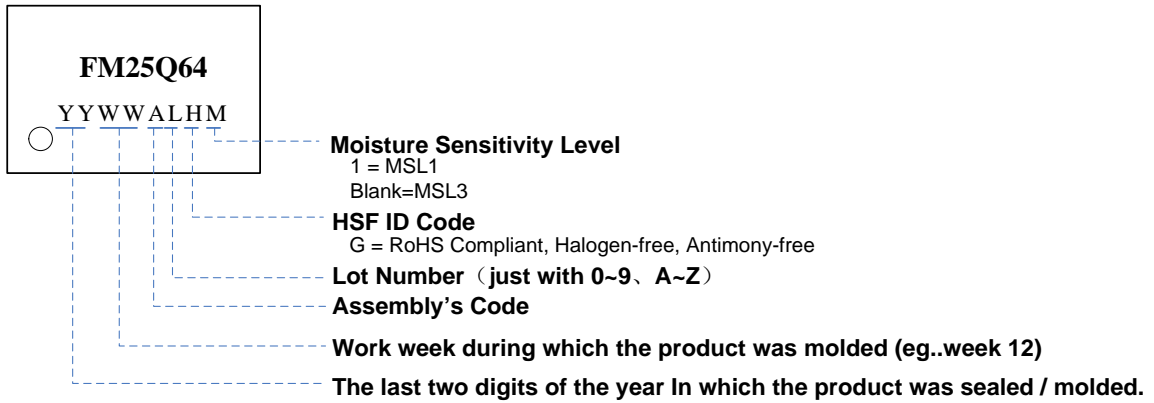 FM25Q64
YYWWALHM
Moisture Sensitivity Level
1 = MSL1
Blank=MSL3
HSF ID Code
G = RoHS Compliant, Halogen-free, Antimony-free
Lot Number（just with 0~9、A~Z）
Assembly's Code
Work week during which the product was molded (eg..week 12)
The last two digits of the year In which the product was sealed / molded.